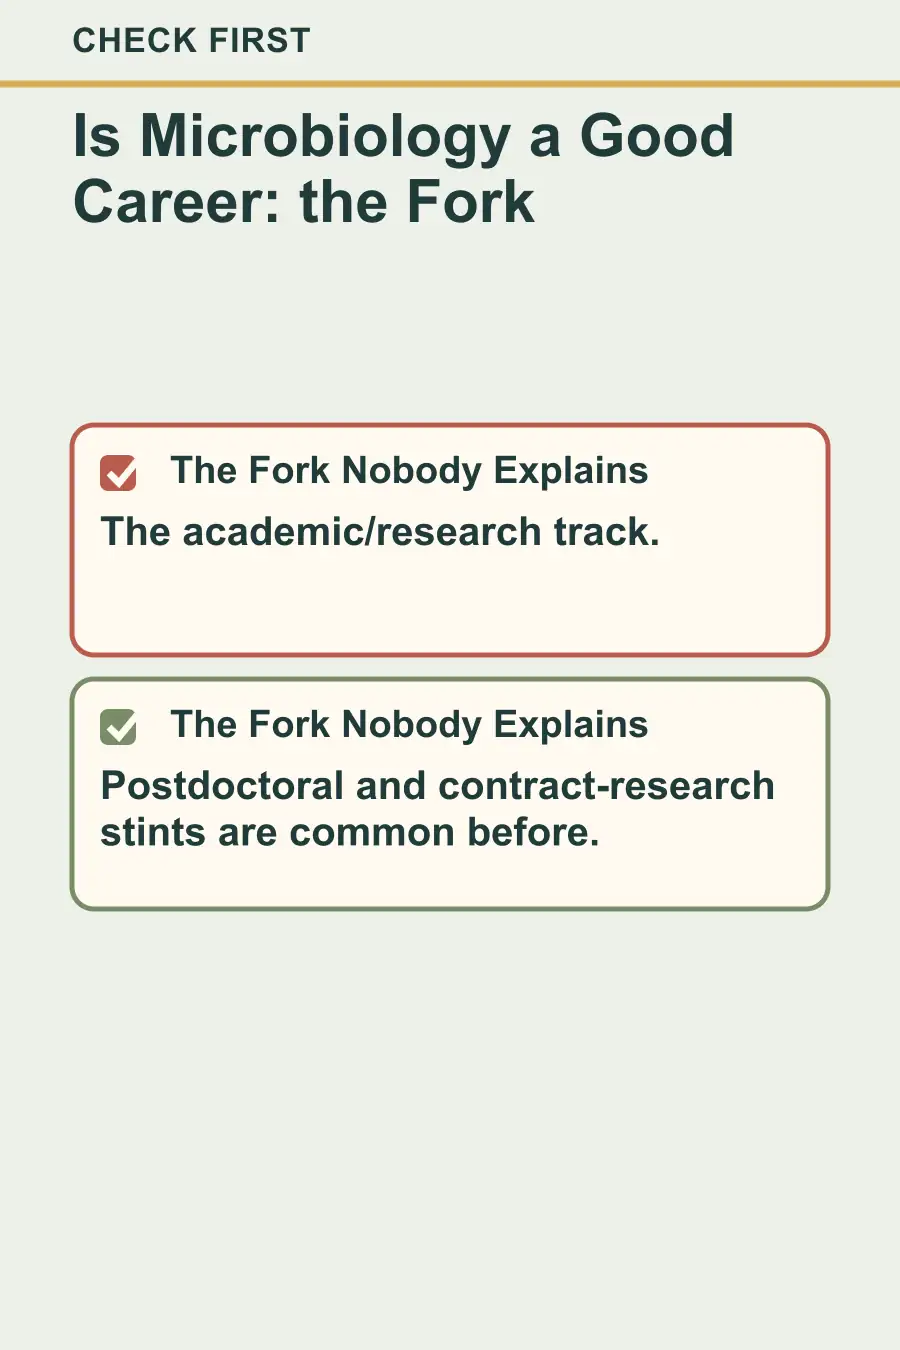 CHECK FIRST
Is Microbiology a Good
Career: the Fork
The Fork Nobody Explains
The academic/research track.
The Fork Nobody Explains
Postdoctoral and contract-research
stints are common before.